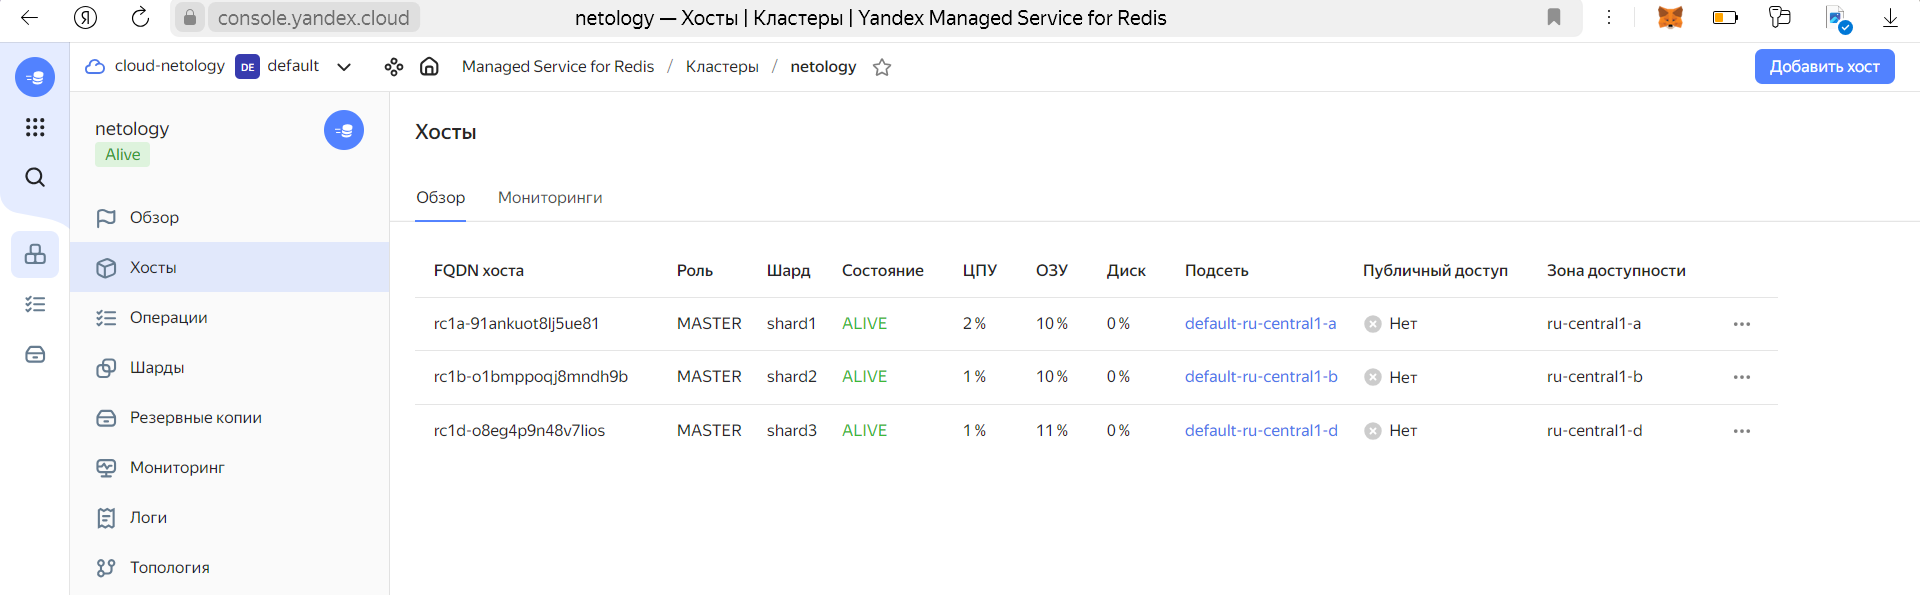 console.yandex.cloud netology — Хосты | Кластеры | Yandex Managed Service for Redis
cloud-netology DE default Managed Service for Redis / Кластеры / netology Добавить хост
netology
Alive
Обзор
Хосты
Операции
Шарды
Резервные копии
Мониторинг
Логи
Топология
Хосты
Обзор Мониторинги
FQDN хоста Роль Шард Состояние ЦПУ ОЗУ Диск Подсеть Публичный доступ Зона доступности
rc1a-91ankuot8lj5ue81 MASTER shard1 ALIVE 2 % 10 % 0 % default-ru-central1-a Нет ru-central1-a
rc1b-o1bmppoqj8mndh9b MASTER shard2 ALIVE 1 % 10 % 0 % default-ru-central1-b Нет ru-central1-b
rc1d-o8eg4p9n48v7lios MASTER shard3 ALIVE 1 % 11 % 0 % default-ru-central1-d Нет ru-central1-d